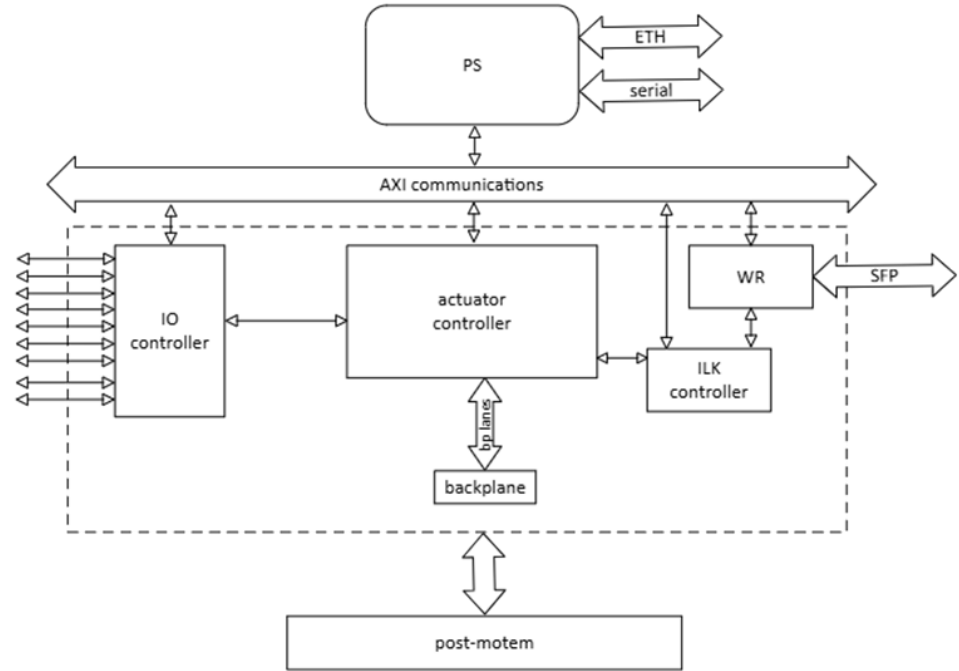 PS
ETH
serial
AXI communications
IO
controller
actuator
controller
WR
SFP
ILK
controller
bp lanes
backplane
post-motem